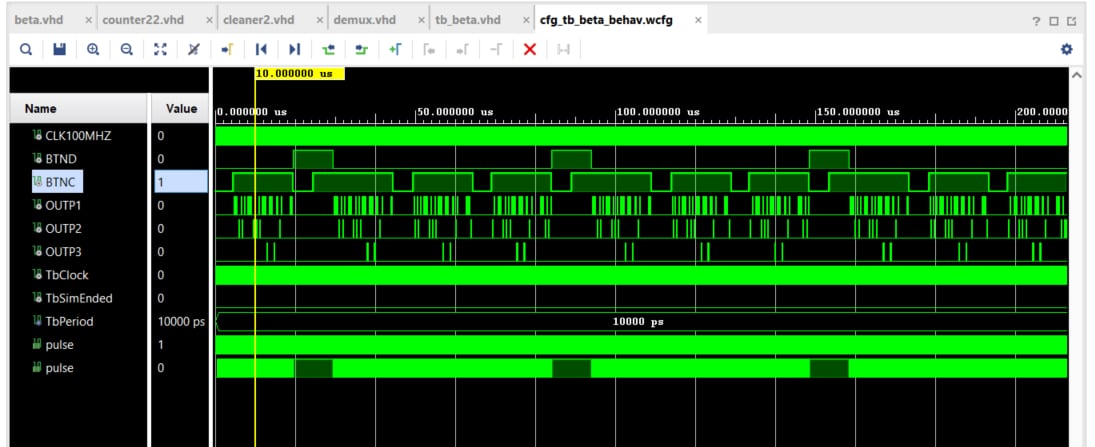 beta.vhd × counter22.vhd × cleaner2.vhd × demux.vhd × tb_beta.vhd × cfg_tb_beta_behav.wcfg ×
10.000000 us
Name Value
0.000000 us 50.000000 us 100.000000 us 150.000000 us 200.0000
CLK100MHZ 0
BTND 0
BTNC 1
OUTP1 0
OUTP2 0
OUTP3 0
TbClock 0
TbSimEnded 0
TbPeriod 10000 ps 10000 ps
pulse 1
pulse 0